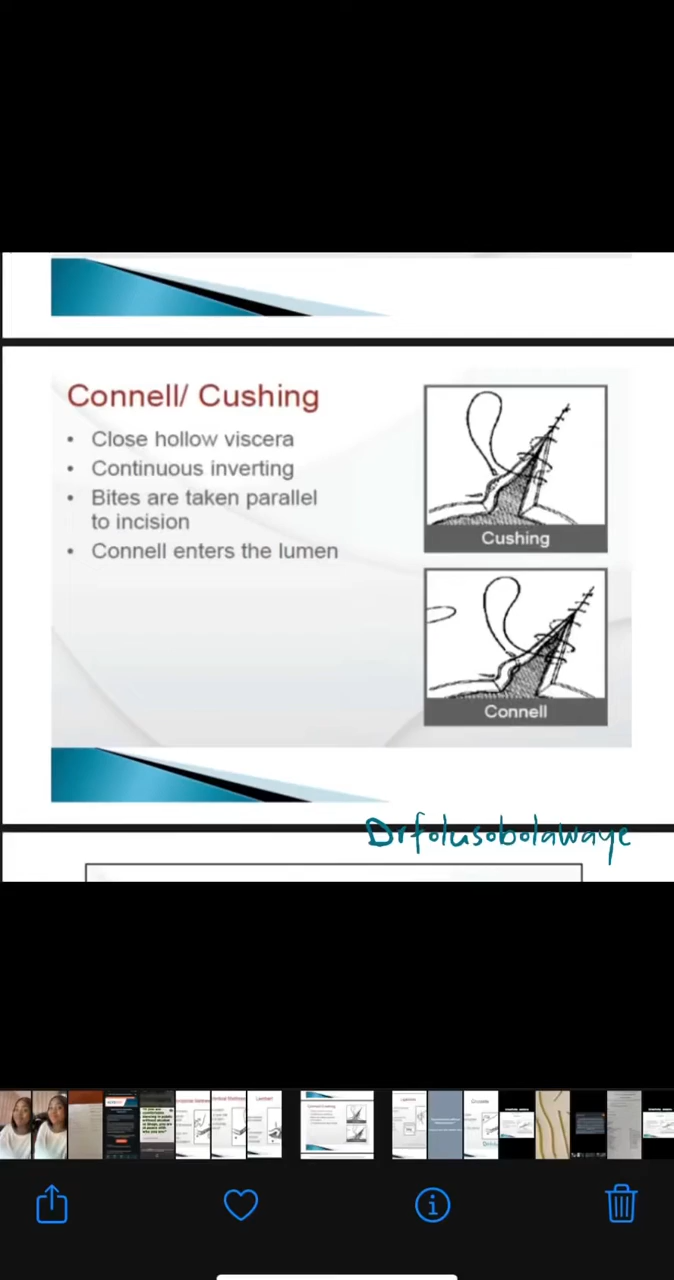 Connell/ Cushing
• Close hollow viscera
• Continuous inverting
• Bites are taken parallel
to incision
• Connell enters the lumen
Cushing
Connell
Drfolusobolawaye